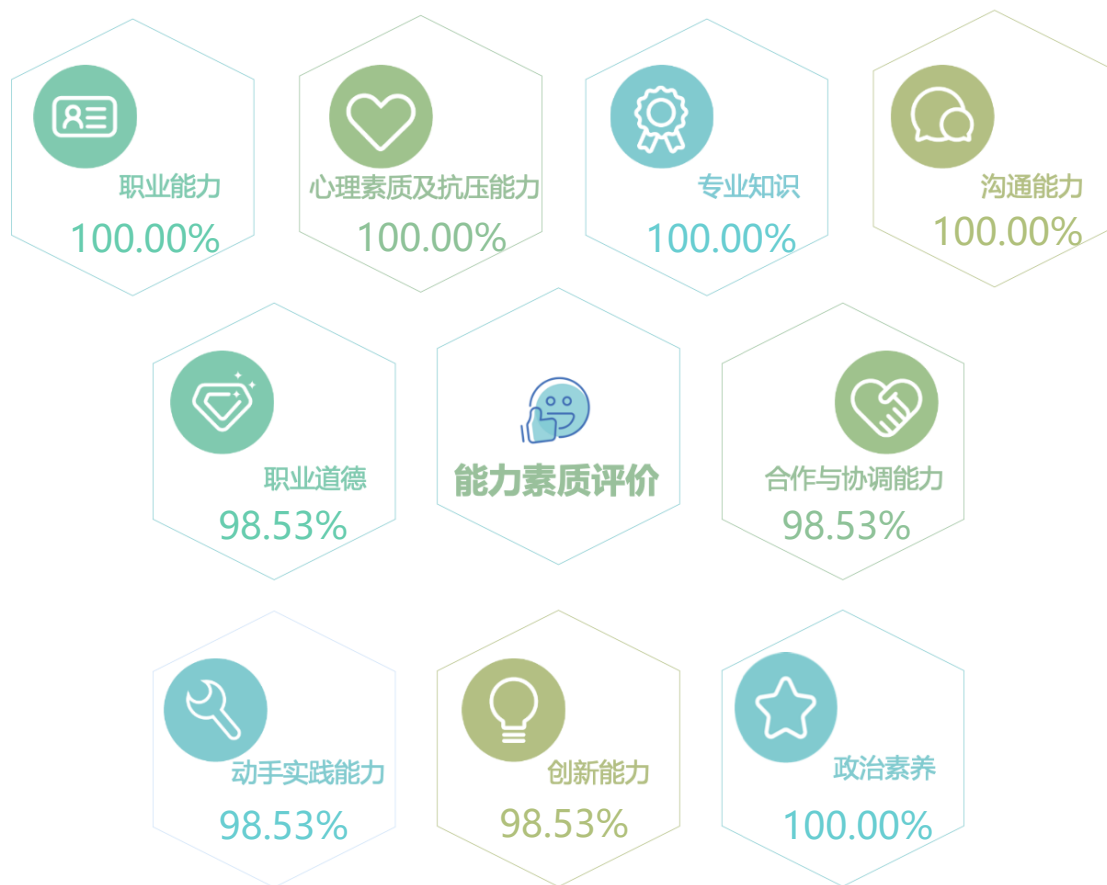 职业能力
100.00%
心理素质及抗压能力
100.00%
专业知识
100.00%
沟通能力
100.00%
职业道德
98.53%
能力素质评价
合作与协调能力
98.53%
动手实践能力
98.53%
创新能力
98.53%
政治素养
100.00%